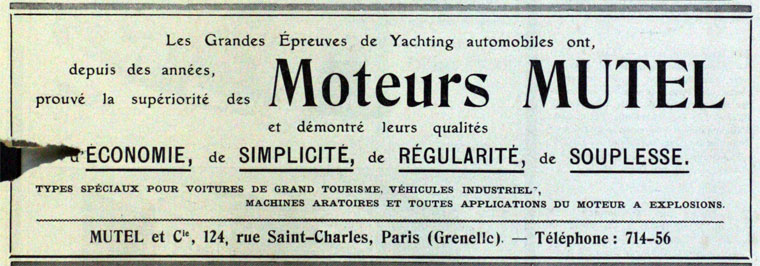 Les Grandes Épreuves de Yachting automobiles ont,
depuis des années,
prouvé la supériorité des Moteurs MUTEL
et démontré leurs qualités
d'ÉCONOMIE, de SIMPLICITÉ, de RÉGULARITÉ, de SOUPLESSE.
TYPES SPÉCIAUX POUR VOITURES DE GRAND TOURISME, VÉHICULES INDUSTRIELS,
MACHINES ARATOIRES ET TOUTES APPLICATIONS DU MOTEUR A EXPLOSIONS.
MUTEL et Cie, 124, rue Saint-Charles, Paris (Grenelle). — Téléphone : 714-56